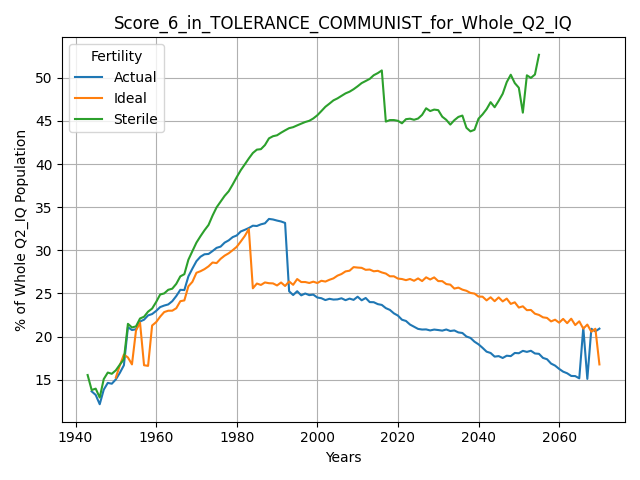 Score_6_in_TOLERANCE_COMMUNIST_for_Whole_Q2_IQ
Fertility
Actual
Ideal
Sterile
% of Whole Q2_IQ Population
50
45
40
35
30
25
20
15
1940 1960 1980 2000 2020 2040 2060
Years